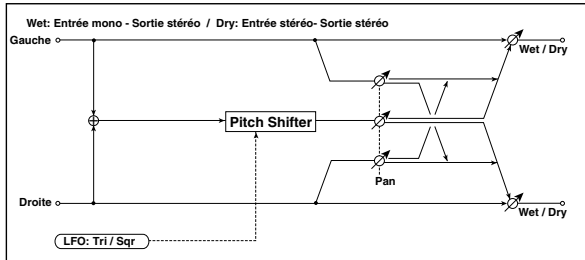 Wet: Entrée mono - Sortie stéréo / Dry: Entrée stéréo- Sortie stéréo
Gauche
Wet / Dry
Pitch Shifter
Pan
Droite
Wet / Dry
LFO: Tri / Sqr